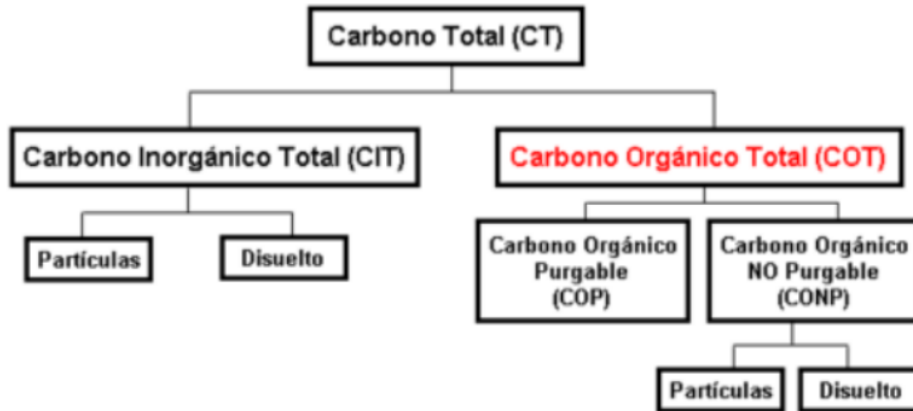 Carbono Total (CT)
Carbono Inorgánico Total (CIT)
Carbono Orgánico Total (COT)
Partículas
Disuelto
Carbono Orgánico
Purgable
(COP)
Carbono Orgánico
NO Purgable
(CONP)
Partículas
Disuelto